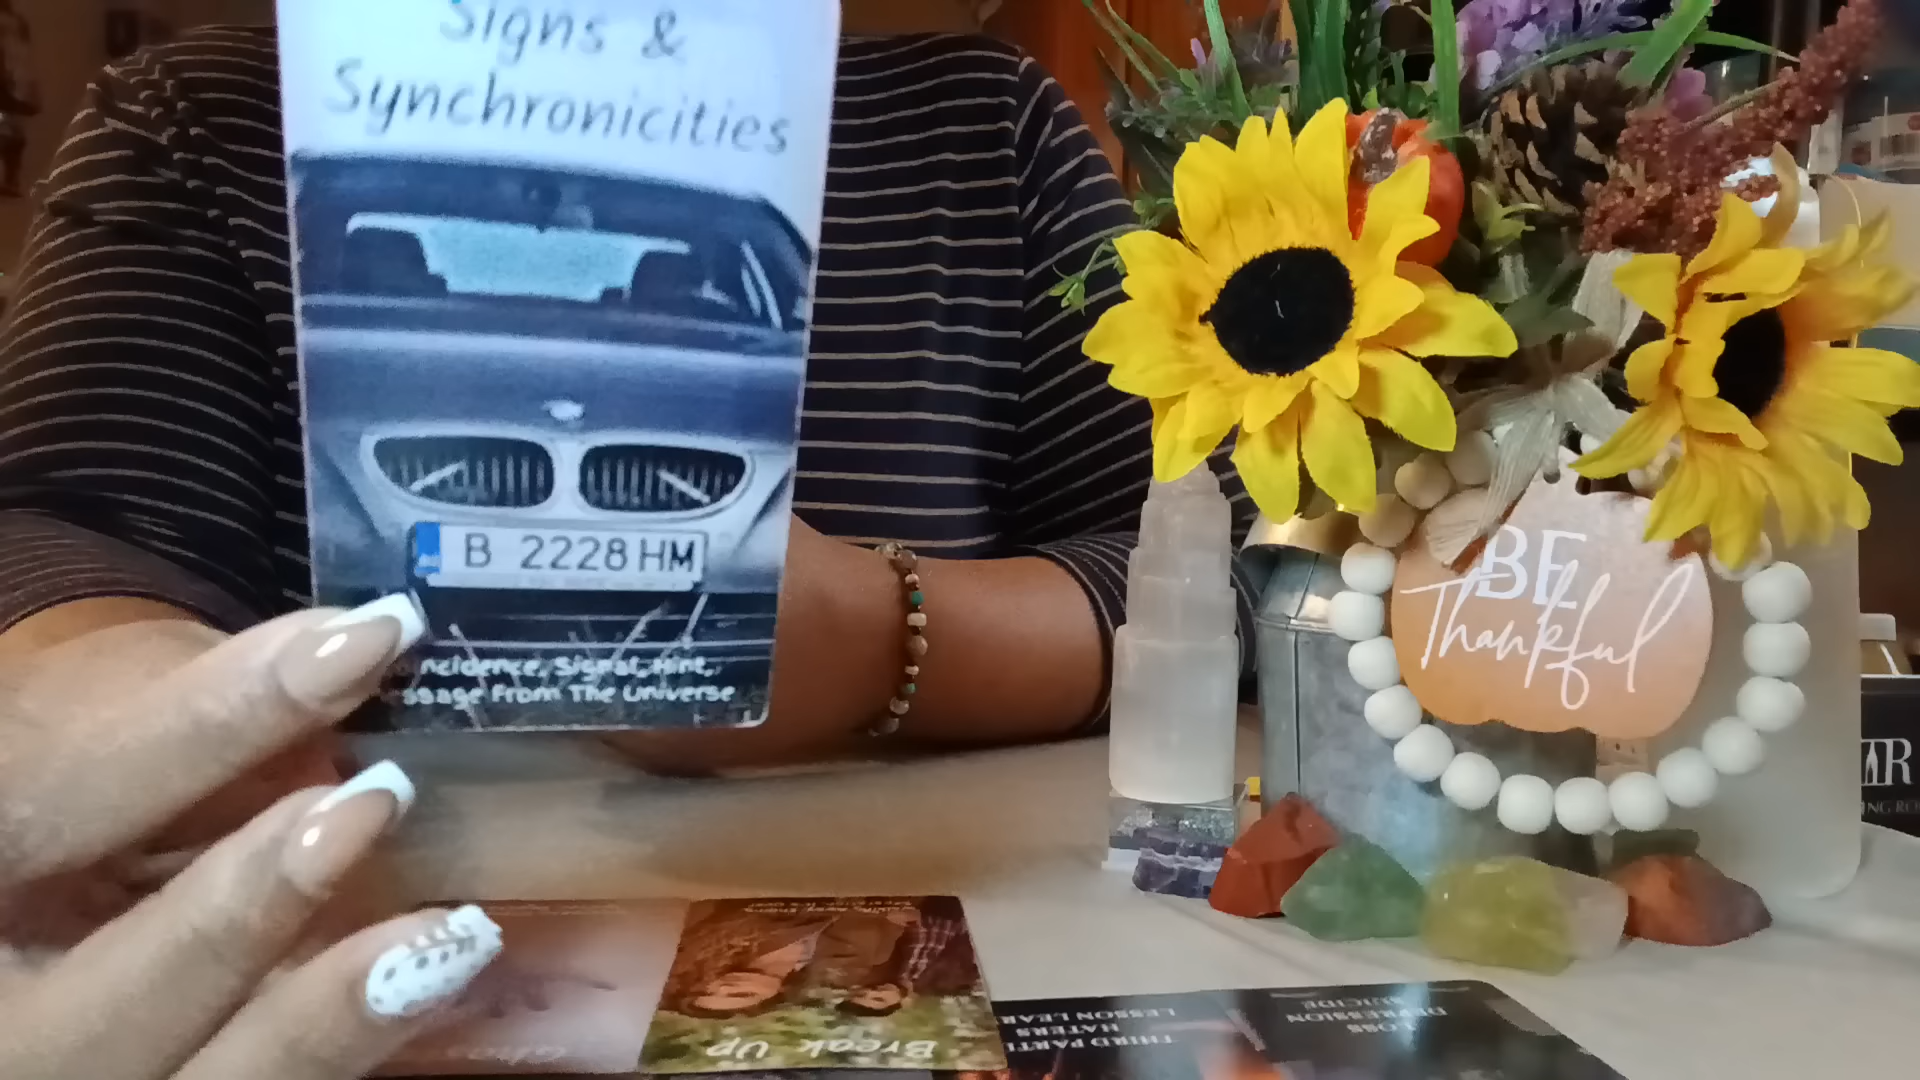 Signs &
Synchronicities
B 2228 HM
ncidence, Signal, Hint,
ssage From The Universe
BE
Thankful
Break Up
THIRD PARTI
HATERS
LESSON LEAR
LOSS
DEPRESSION
SUICIDE